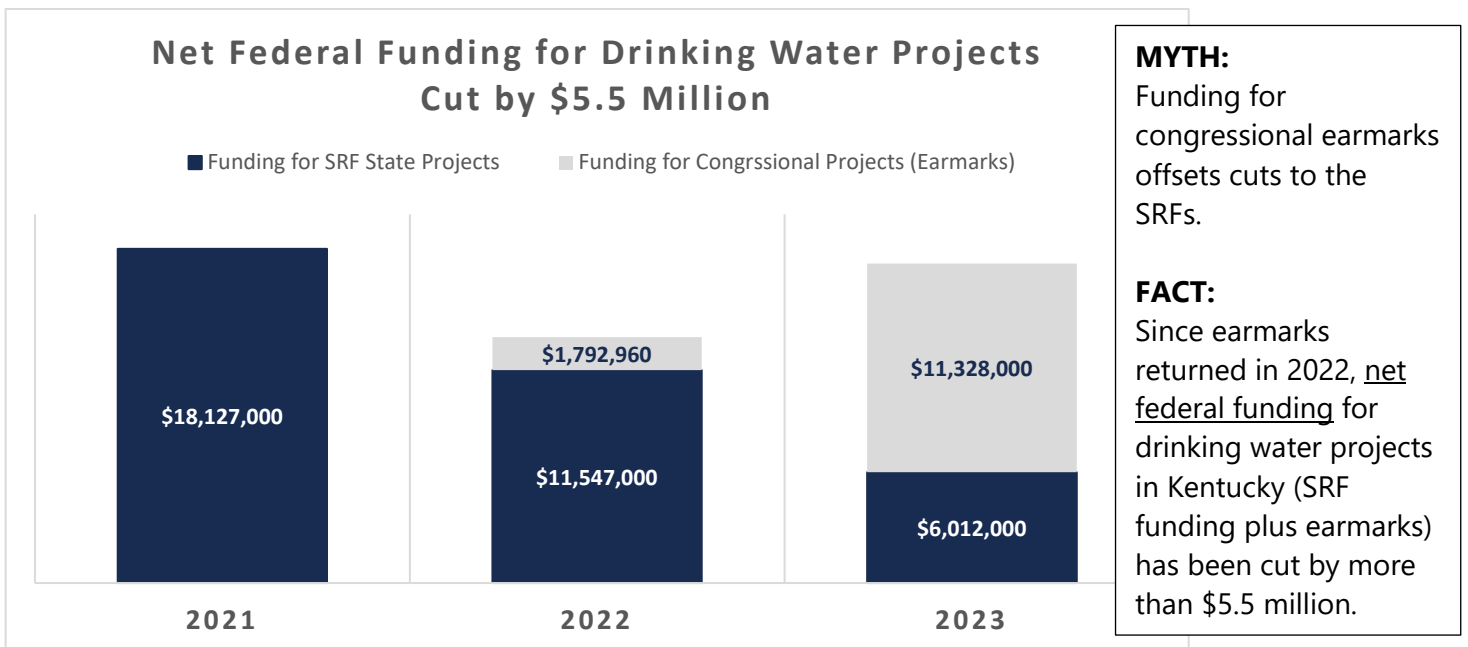 Net Federal Funding for Drinking Water Projects
Cut by $5.5 Million
Funding for SRF State Projects
Funding for Congrssional Projects (Earmarks)
$18,127,000
$1,792,960
$11,547,000
$11,328,000
$6,012,000
2021
2022
2023
MYTH:
Funding for
congressional earmarks
offsets cuts to the
SRFs.
FACT:
Since earmarks
returned in 2022, net
federal funding for
drinking water projects
in Kentucky (SRF
funding plus earmarks)
has been cut by more
than $5.5 million.